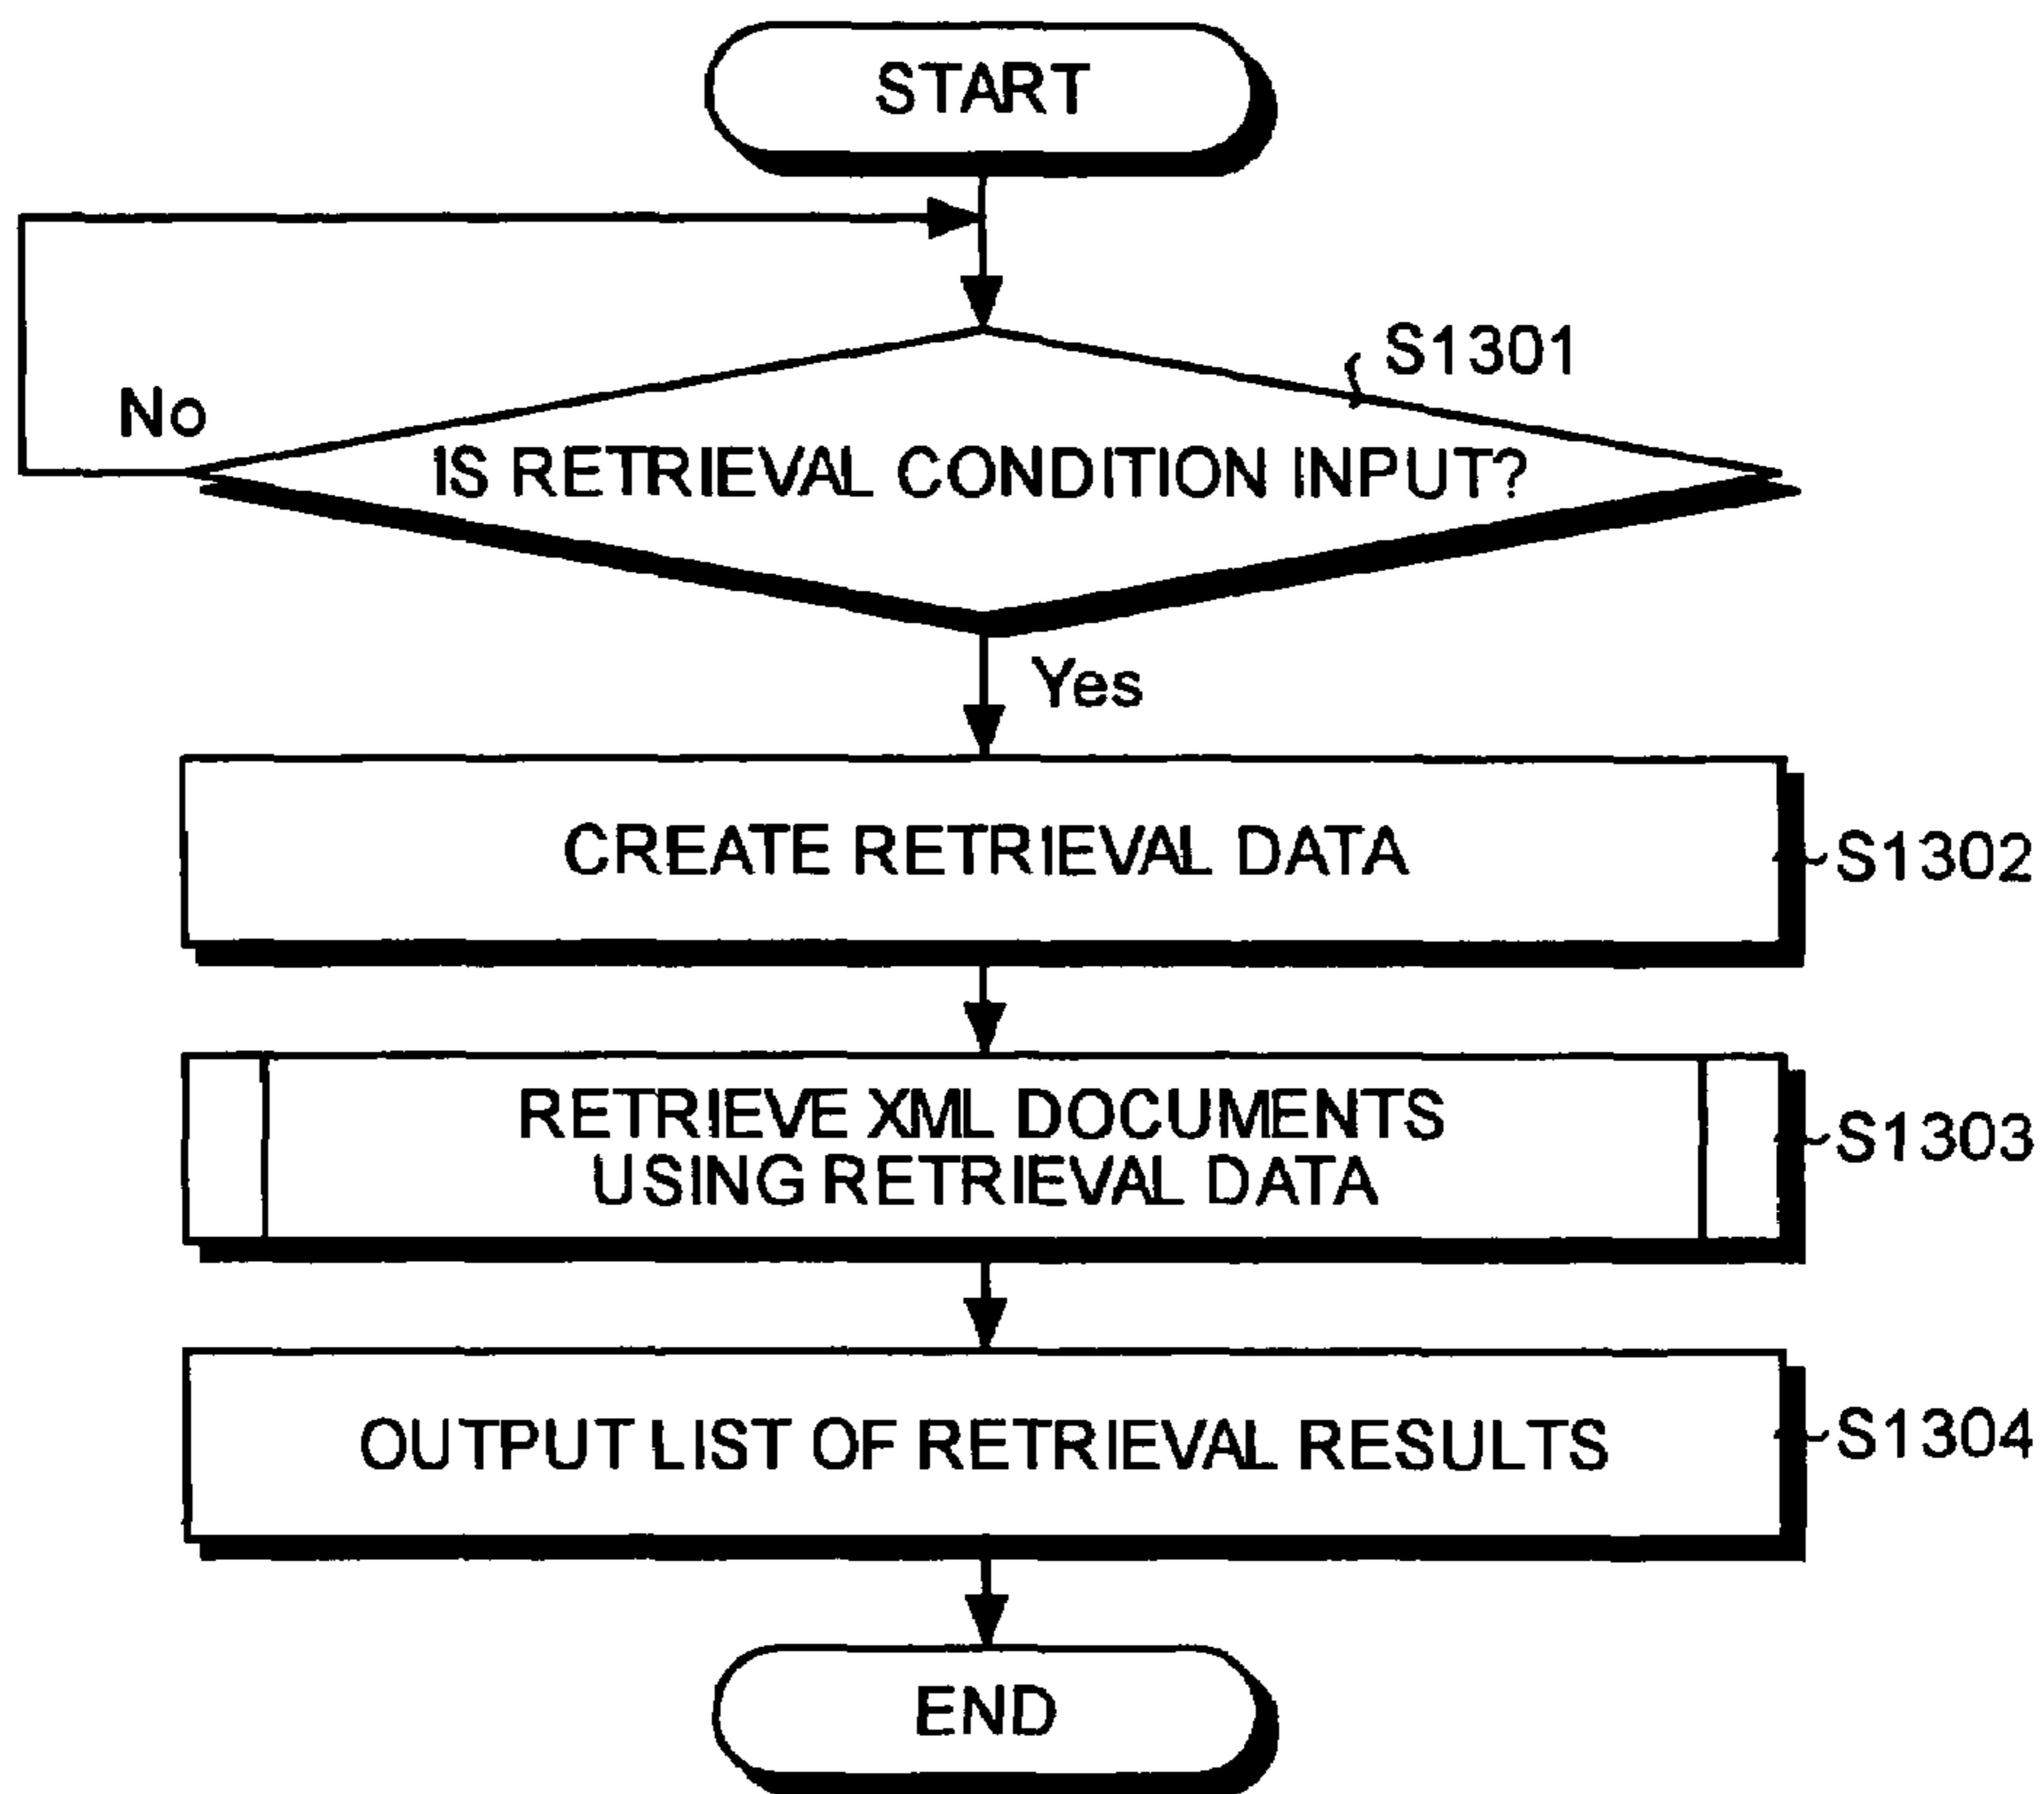 START
S1301
No
IS RETRIEVAL CONDITION INPUT?
Yes
CREATE RETRIEVAL DATA
S1302
RETRIEVE XML DOCUMENTS
USING RETRIEVAL DATA
S1303
OUTPUT LIST OF RETRIEVAL RESULTS
S1304
END